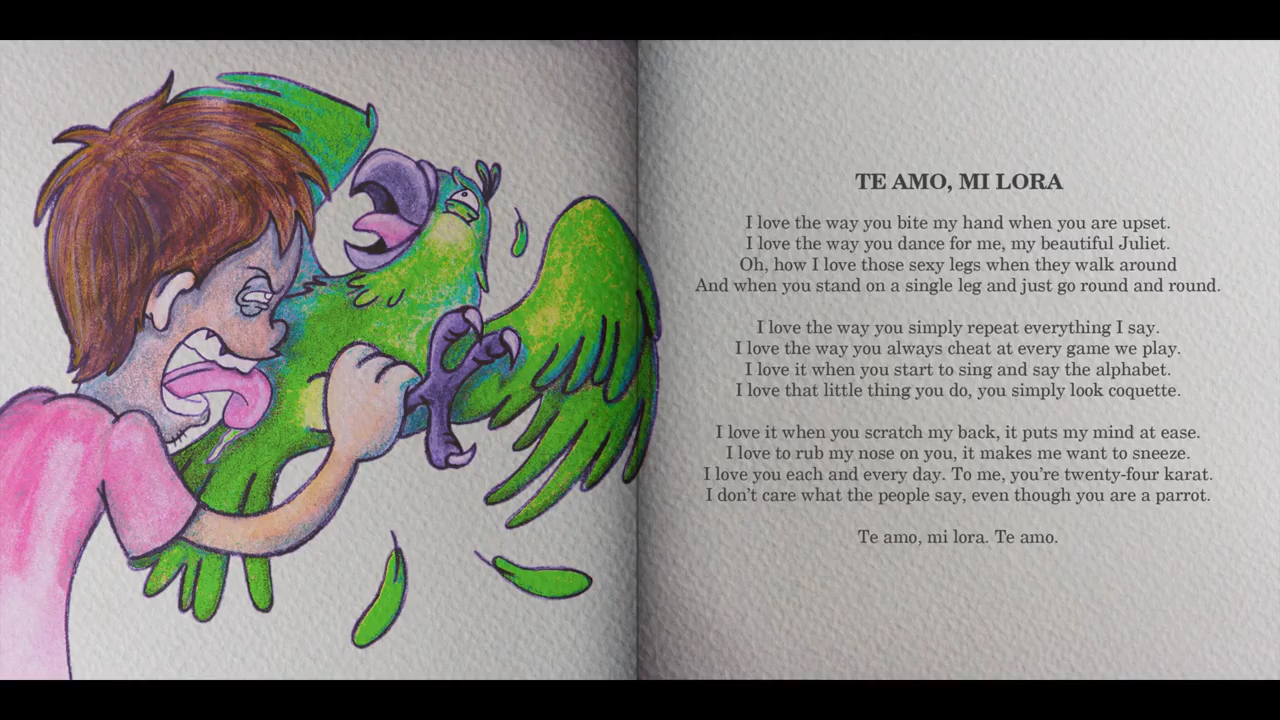 TE AMO, MI LORA
I love the way you bite my hand when you are upset.
I love the way you dance for me, my beautiful Juliet.
Oh, how I love those sexy legs when they walk around
And when you stand on a single leg and just go round and round.
I love the way you simply repeat everything I say.
I love the way you always cheat at every game we play.
I love it when you start to sing and say the alphabet.
I love that little thing you do, you simply look coquette.
I love it when you scratch my back, it puts my mind at ease.
I love to rub my nose on you, it makes me want to sneeze.
I love you each and every day. To me, you’re twenty-four karat.
I don’t care what the people say, even though you are a parrot.
Te amo, mi lora. Te amo.